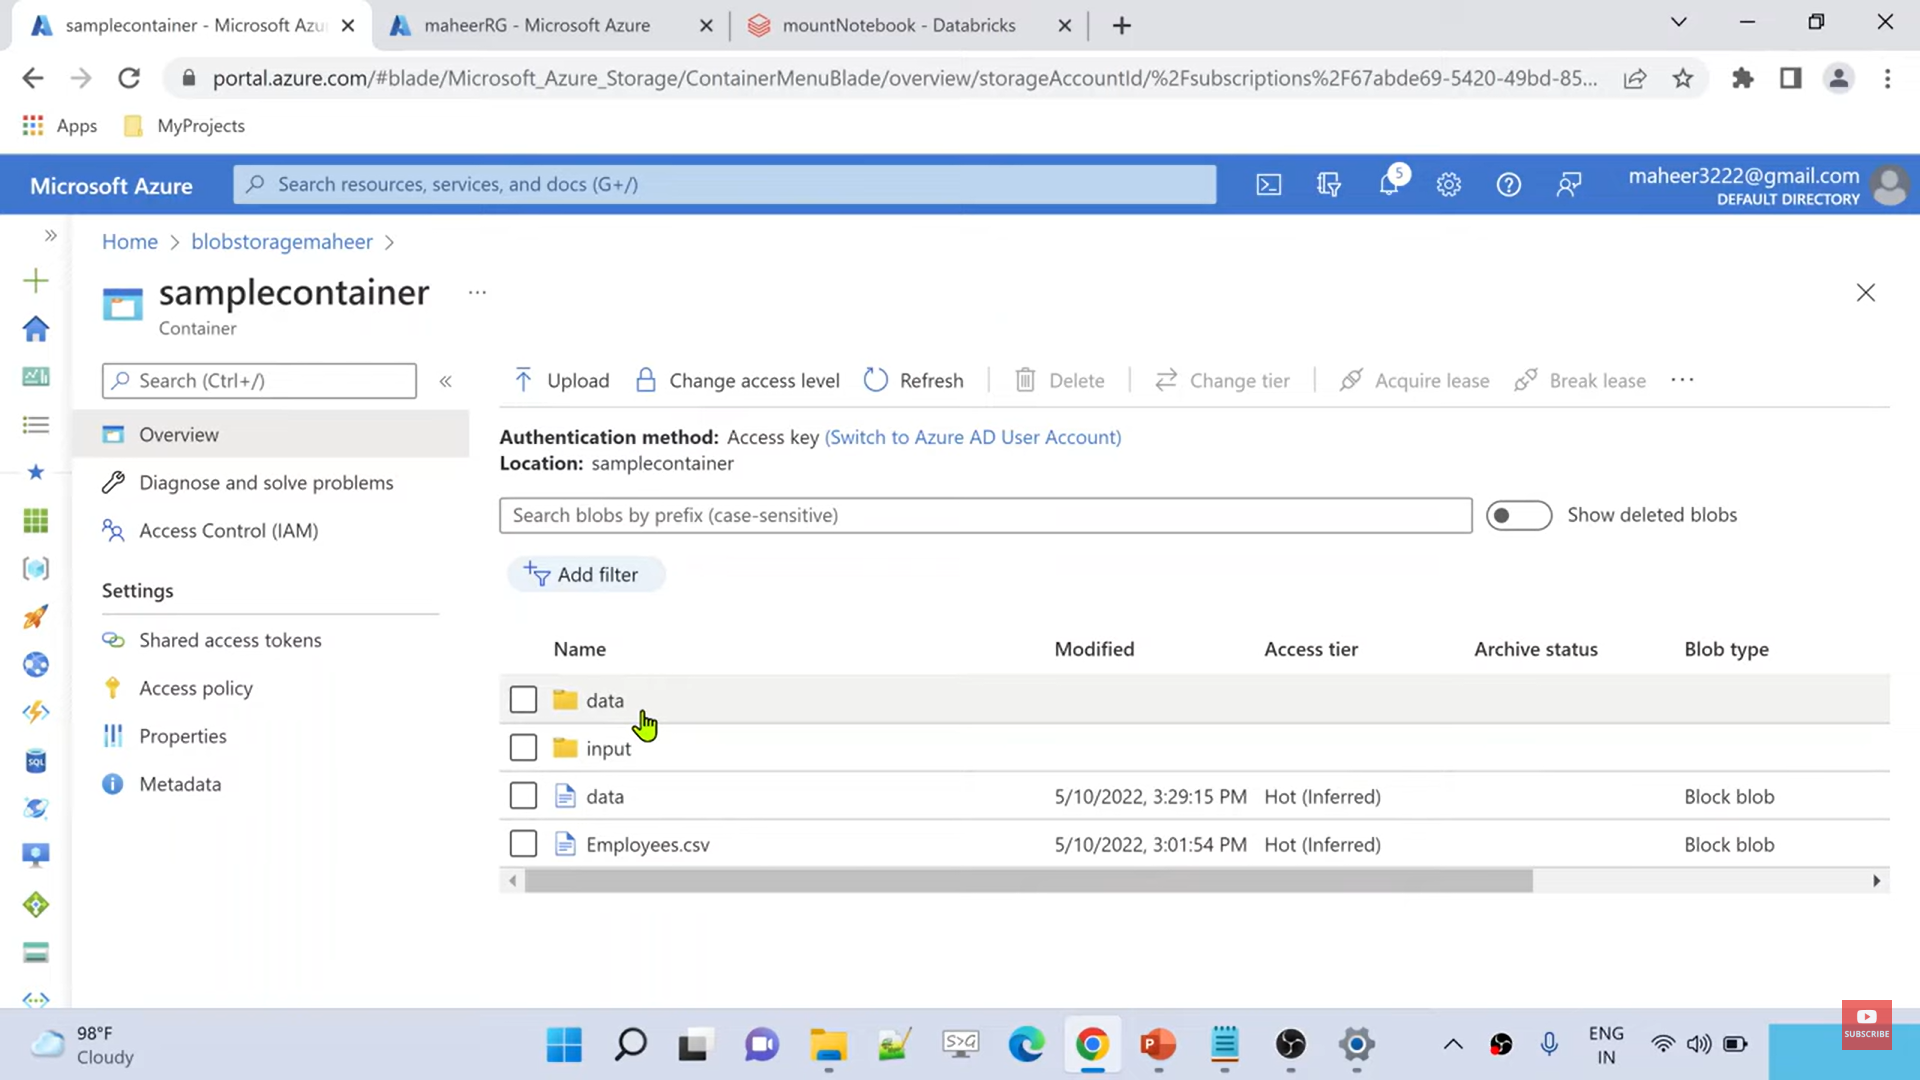 samplecontainer - Microsoft Azu
maheerRG - Microsoft Azure
mountNotebook - Databricks
portal.azure.com/#blade/Microsoft_Azure_Storage/ContainerMenuBlade/overview/storageAccountId/%2Fsubscriptions%2F67abde69-5420-49bd-85...
Apps
MyProjects
Microsoft Azure
Search resources, services, and docs (G+/)
5
maheer3222@gmail.com
DEFAULT DIRECTORY
Home > blobstoragemaheer >
samplecontainer
...
Container
Search (Ctrl+/)
Upload
Change access level
Refresh
Delete
Change tier
Acquire lease
Break lease
...
Overview
Diagnose and solve problems
Access Control (IAM)
Settings
Shared access tokens
Access policy
Properties
Metadata
Authentication method: Access key (Switch to Azure AD User Account)
Location: samplecontainer
Search blobs by prefix (case-sensitive)
Show deleted blobs
Add filter
Name Modified Access tier Archive status Blob type
data
input
data 5/10/2022, 3:29:15 PM Hot (Inferred) Block blob
Employees.csv 5/10/2022, 3:01:54 PM Hot (Inferred) Block blob
SQL
98°F
Cloudy
S>G
P
ENG
IN
SUBSCRIBE